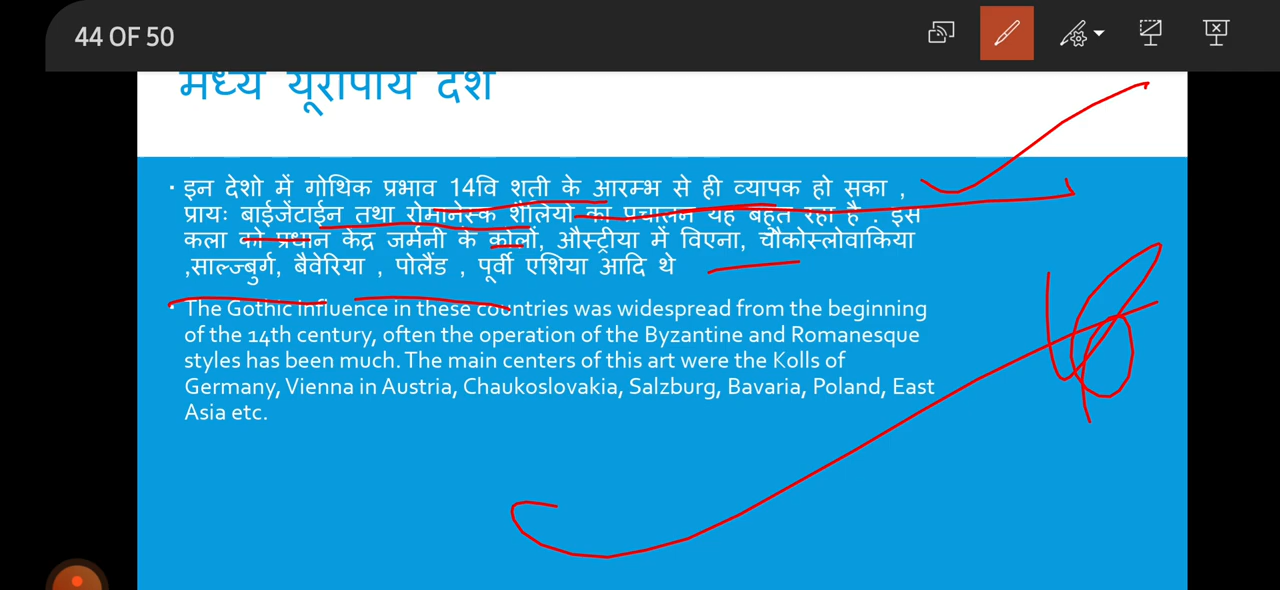 44 OF 50
मध्य यूरोपीय देश
इन देशो में गोथिक प्रभाव 14वि शती के आरम्भ से ही व्यापक हो सका ,
प्रायः बाईजेंटाईन तथा रोमानेस्क शैलियो का प्रचालन यह बहुत रहा है . इस
कला को प्रधान केंद्र जर्मनी के कोलों, औस्ट्रीया में विएना, चौकोस्लोवाकिया
,साल्ज्बुर्ग, बैवेरिया , पोलैंड , पूर्वी एशिया आदि थे
The Gothic influence in these countries was widespread from the beginning
of the 14th century, often the operation of the Byzantine and Romanesque
styles has been much. The main centers of this art were the Kolls of
Germany, Vienna in Austria, Chaukoslovakia, Salzburg, Bavaria, Poland, East
Asia etc.